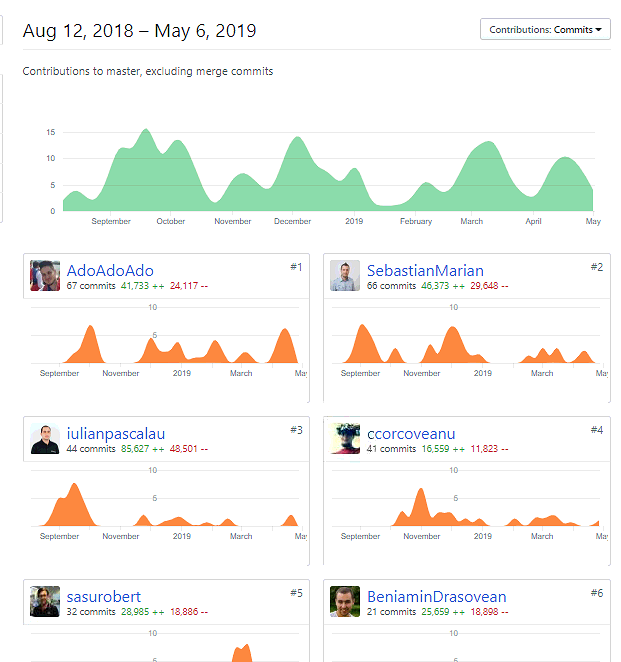 Aug 12, 2018 – May 6, 2019
Contributions: Commits
Contributions to master, excluding merge commits
15
10
5
0
September October November December 2019 February March April May
AdoAdoAdo #1
67 commits 41,733 ++ 24,117 --
10
5
September November 2019 March May
SebastianMarian #2
66 commits 46,373 ++ 29,648 --
10
September November 2019 March May
iulianpascalau #3
44 commits 85,627 ++ 48,501 --
10
5
September November 2019 March May
ccorcoveanu #4
41 commits 16,559 ++ 11,823 --
10
5
September November 2019 March May
sasurobert #5
32 commits 28,985 ++ 18,886 --
10
5
BeniaminDrasovean #6
21 commits 25,659 ++ 18,898 --
10
5